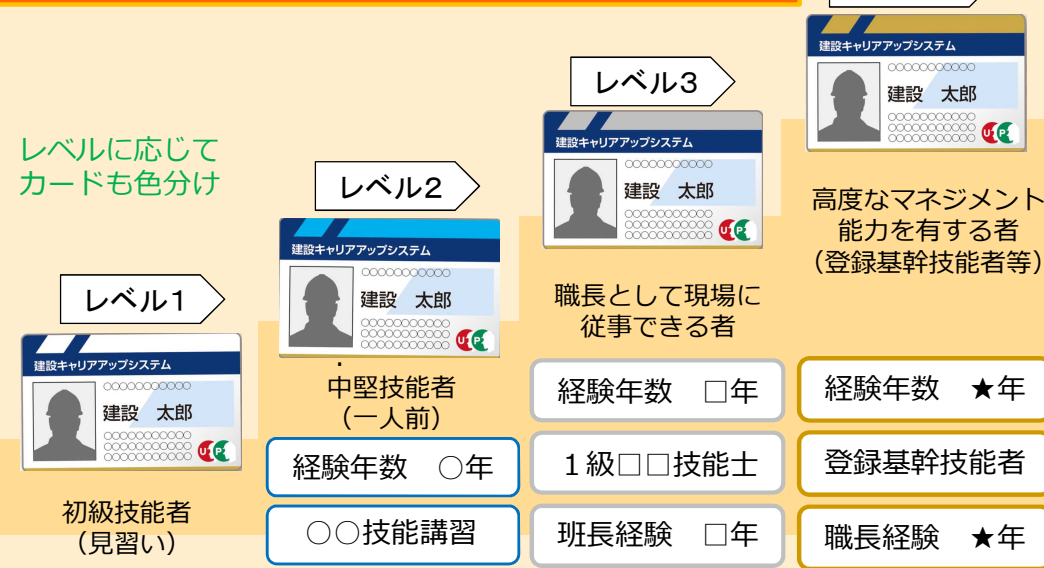 レベルに応じて
カードも色分け
レベル1
建設キャリアアップシステム
○○○○○○○○○○○
建設 太郎
○○○○○○○○○○○
○○○○○○○○○○○
初級技能者
（見習い）
レベル2
建設キャリアアップシステム
○○○○○○○○○○○
建設 太郎
○○○○○○○○○○○
○○○○○○○○○○○
中堅技能者
（一人前）
経験年数 ○年
○○技能講習
レベル3
建設キャリアアップシステム
○○○○○○○○○○○
建設 太郎
○○○○○○○○○○○
○○○○○○○○○○○
職長として現場に
従事できる者
経験年数 □年
１級□□技能士
班長経験 □年
建設キャリアアップシステム
○○○○○○○○○○○
建設 太郎
○○○○○○○○○○○
○○○○○○○○○○○
高度なマネジメント
能力を有する者
（登録基幹技能者等）
経験年数 ★年
登録基幹技能者
職長経験 ★年